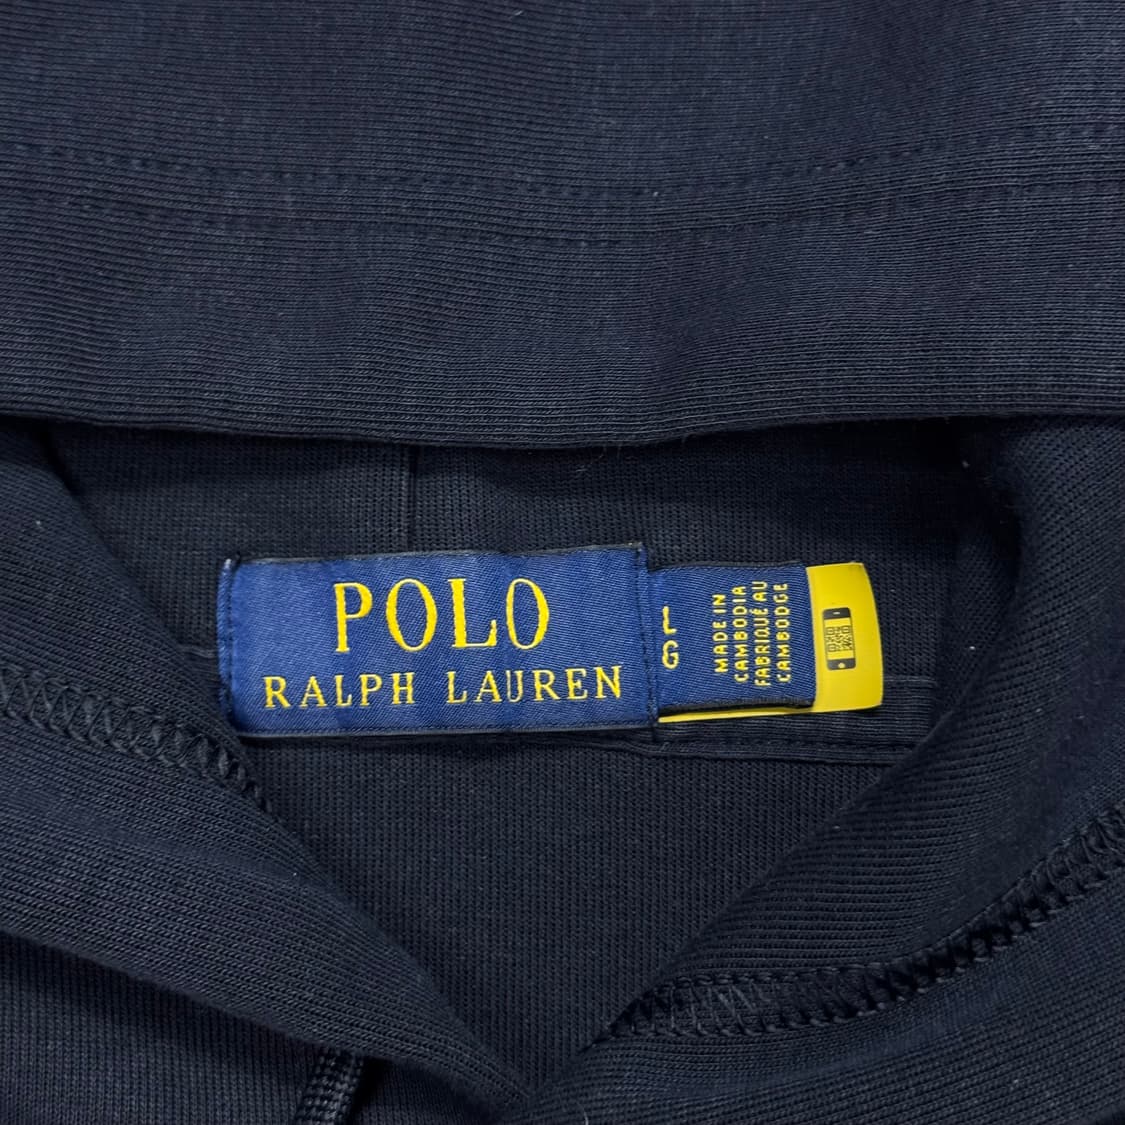 POLO
RALPH LAUREN
L
G
MADE IN
CAMBODIA
FABRIQUÉ AU
CAMBODGE